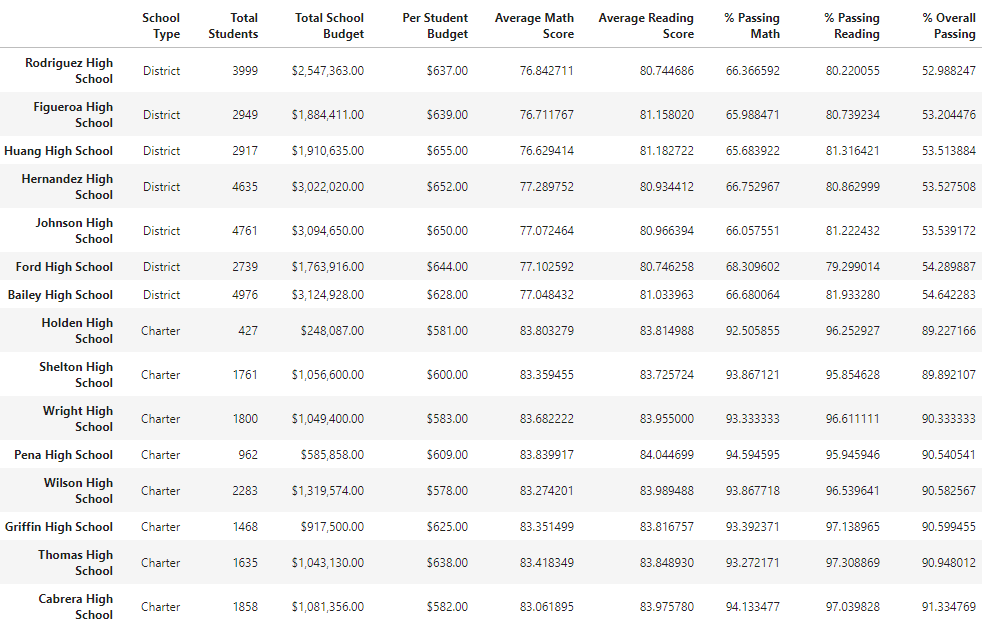 School Type Total Students Total School Budget Per Student Budget Average Math Score Average Reading Score % Passing Math % Passing Reading % Overall Passing
Rodriguez High School District 3999 $2,547,363.00 $637.00 76.842711 80.744686 66.366592 80.220055 52.988247
Figueroa High School District 2949 $1,884,411.00 $639.00 76.711767 81.158020 65.988471 80.739234 53.204476
Huang High School District 2917 $1,910,635.00 $655.00 76.629414 81.182722 65.683922 81.316421 53.513884
Hernandez High School District 4635 $3,022,020.00 $652.00 77.289752 80.934412 66.752967 80.862999 53.527508
Johnson High School District 4761 $3,094,650.00 $650.00 77.072464 80.966394 66.057551 81.222432 53.539172
Ford High School District 2739 $1,763,916.00 $644.00 77.102592 80.746258 68.309602 79.299014 54.289887
Bailey High School District 4976 $3,124,928.00 $628.00 77.048432 81.033963 66.680064 81.933280 54.642283
Holden High School Charter 427 $248,087.00 $581.00 83.803279 83.814988 92.505855 96.252927 89.227166
Shelton High School Charter 1761 $1,056,600.00 $600.00 83.359455 83.725724 93.867121 95.854628 89.892107
Wright High School Charter 1800 $1,049,400.00 $583.00 83.682222 83.955000 93.333333 96.611111 90.333333
Pena High School Charter 962 $585,858.00 $609.00 83.839917 84.044699 94.594595 95.945946 90.540541
Wilson High School Charter 2283 $1,319,574.00 $578.00 83.274201 83.989488 93.867718 96.539641 90.582567
Griffin High School Charter 1468 $917,500.00 $625.00 83.351499 83.816757 93.392371 97.138965 90.599455
Thomas High School Charter 1635 $1,043,130.00 $638.00 83.418349 83.848930 93.272171 97.308869 90.948012
Cabrera High School Charter 1858 $1,081,356.00 $582.00 83.061895 83.975780 94.133477 97.039828 91.334769